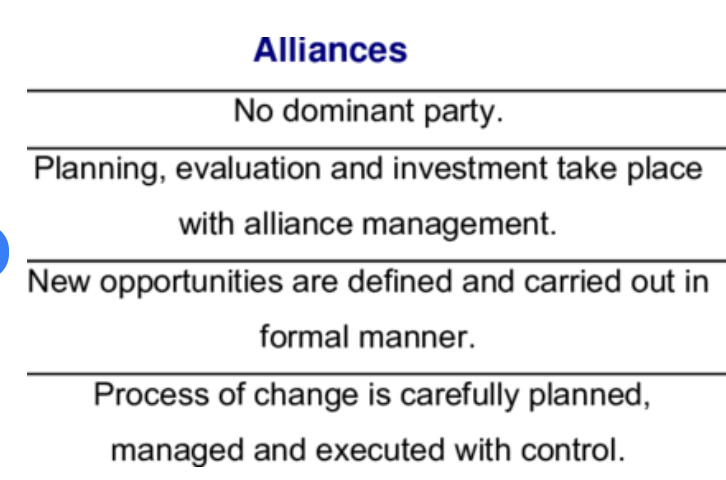 Alliances
No dominant party.
Planning, evaluation and investment take place
with alliance management.
New opportunities are defined and carried out in
formal manner.
Process of change is carefully planned,
managed and executed with control.